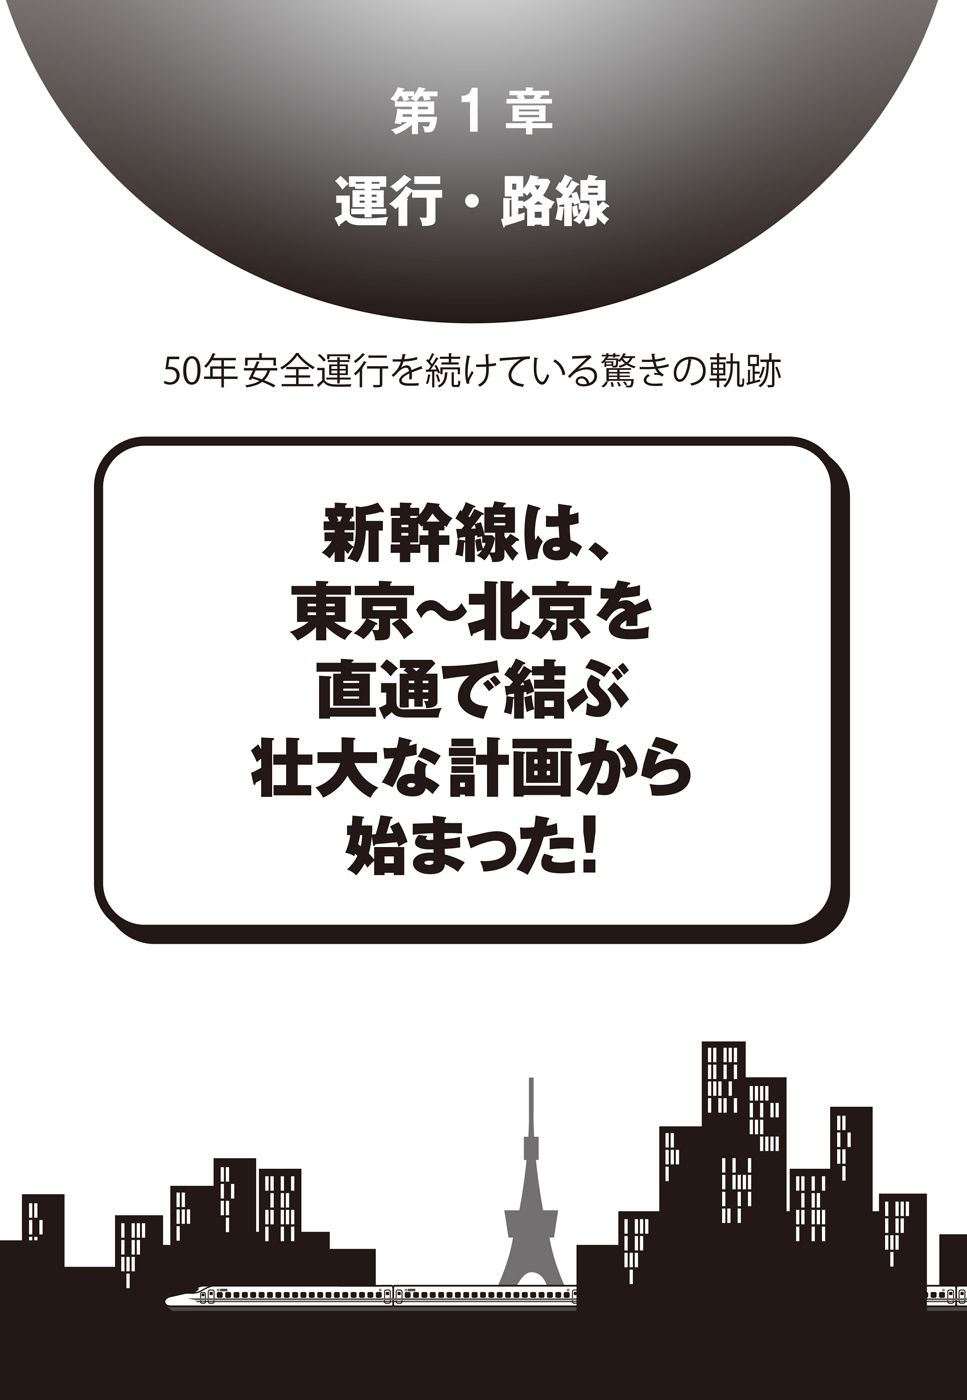 第1章
運行・路線
50年安全運行を続けている驚きの軌跡
新幹線は、
東京～北京を
直通で結ぶ
壮大な計画から
始まった!